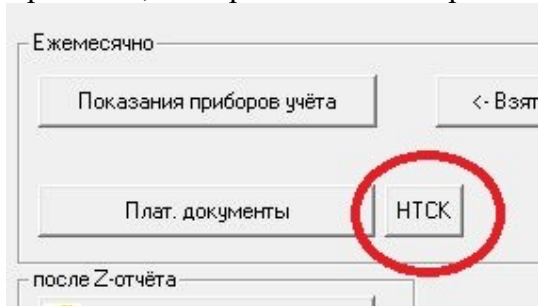 Ежемесячно
Показания приборов учёта
<- Взят
Плат. документы
НТСК
после Z-отчёта